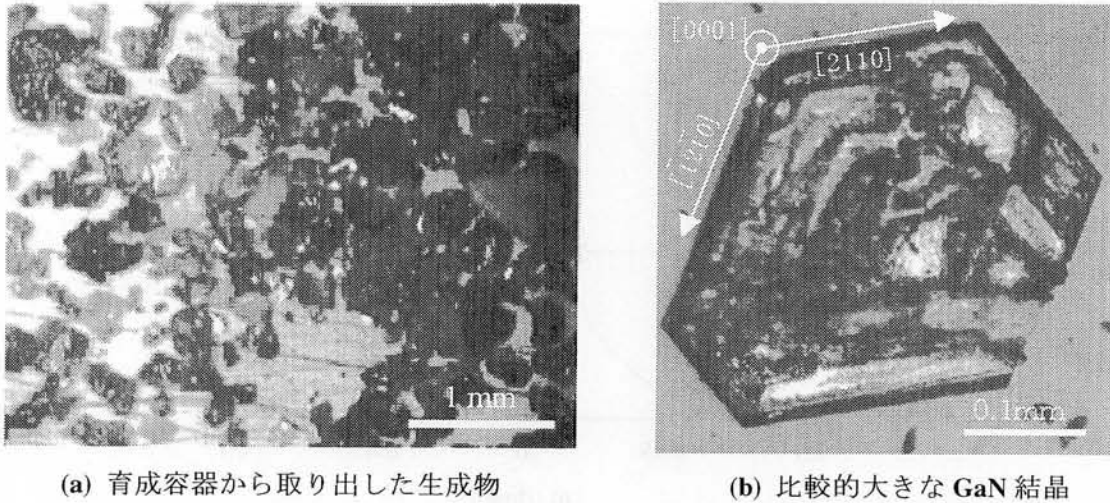 [0001]
[2110]
[1210]
1 mm
0.1mm
(a) 育成容器から取り出した生成物
(b) 比較的大きな GaN 結晶